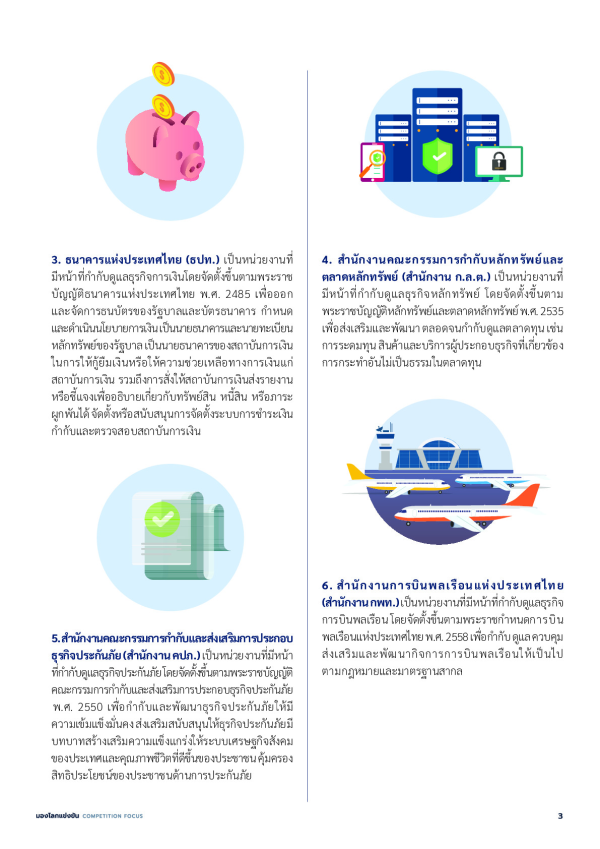 3. ธนาคารแห่งประเทศไทย (ธปท.) เป็นหน่วยงานที่
มีหน้าที่กำกับดูแลธุรกิจการเงินโดยจัดตั้งขึ้นตามพระราช
บัญญัติธนาคารแห่งประเทศไทย พ.ศ. 2485 เพื่อออก
และจัดการธนบัตรของรัฐบาลและบัตรธนาคาร กำหนด
และดำเนินนโยบายการเงิน เป็นนายธนาคารและนายทะเบียน
หลักทรัพย์ของรัฐบาล เป็นนายธนาคารของสถาบันการเงิน
ในการให้กู้ยืมเงินหรือให้ความช่วยเหลือทางการเงินแก่
สถาบันการเงิน รวมถึงการสั่งให้สถาบันการเงินส่งรายงาน
หรือชี้แจงเพื่ออธิบายเกี่ยวกับทรัพย์สิน หนี้สิน หรือภาระ
ผูกพันได้ จัดตั้งหรือสนับสนุนการจัดตั้งระบบการชำระเงิน
กำกับและตรวจสอบสถาบันการเงิน
5. สำนักงานคณะกรรมการกำกับและส่งเสริมการประกอบ
ธุรกิจประกันภัย (สำนักงาน คปภ.) เป็นหน่วยงานที่มีหน้า
ที่กำกับดูแลธุรกิจประกันภัย โดยจัดตั้งขึ้นตามพระราชบัญญัติ
คณะกรรมการกำกับและส่งเสริมการประกอบธุรกิจประกันภัย
พ.ศ. 2550 เพื่อกำกับและพัฒนาธุรกิจประกันภัยให้มี
ความเข้มแข็งมั่นคง ส่งเสริมสนับสนุนให้ธุรกิจประกันภัยมี
บทบาทสร้างเสริมความแข็งแกร่งให้ระบบเศรษฐกิจสังคม
ของประเทศและคุณภาพชีวิตที่ดีขึ้นของประชาชน คุ้มครอง
สิทธิประโยชน์ของประชาชนด้านการประกันภัย
4. สำนักงานคณะกรรมการกำกับหลักทรัพย์และ
ตลาดหลักทรัพย์ (สำนักงาน ก.ล.ต.) เป็นหน่วยงานที่
มีหน้าที่กำกับดูแลธุรกิจหลักทรัพย์ โดยจัดตั้งขึ้นตาม
พระราชบัญญัติหลักทรัพย์และตลาดหลักทรัพย์ พ.ศ. 2535
เพื่อส่งเสริมและพัฒนา ตลอดจนกำกับดูแลตลาดทุน เช่น
การระดมทุน สินค้าและบริการผู้ประกอบธุรกิจที่เกี่ยวข้อง
การกระทำอันไม่เป็นธรรมในตลาดทุน
6. สำนักงานการบินพลเรือนแห่งประเทศไทย
(สำนักงาน กพท.) เป็นหน่วยงานที่มีหน้าที่กำกับดูแลธุรกิจ
การบินพลเรือน โดยจัดตั้งขึ้นตามพระราชกำหนดการบิน
พลเรือนแห่งประเทศไทย พ.ศ. 2558 เพื่อกำกับ ดูแล ควบคุม
ส่งเสริมและพัฒนากิจการการบินพลเรือนให้เป็นไป
ตามกฎหมายและมาตรฐานสากล
มองโลกแข่งขัน COMPETITION FOCUS
3